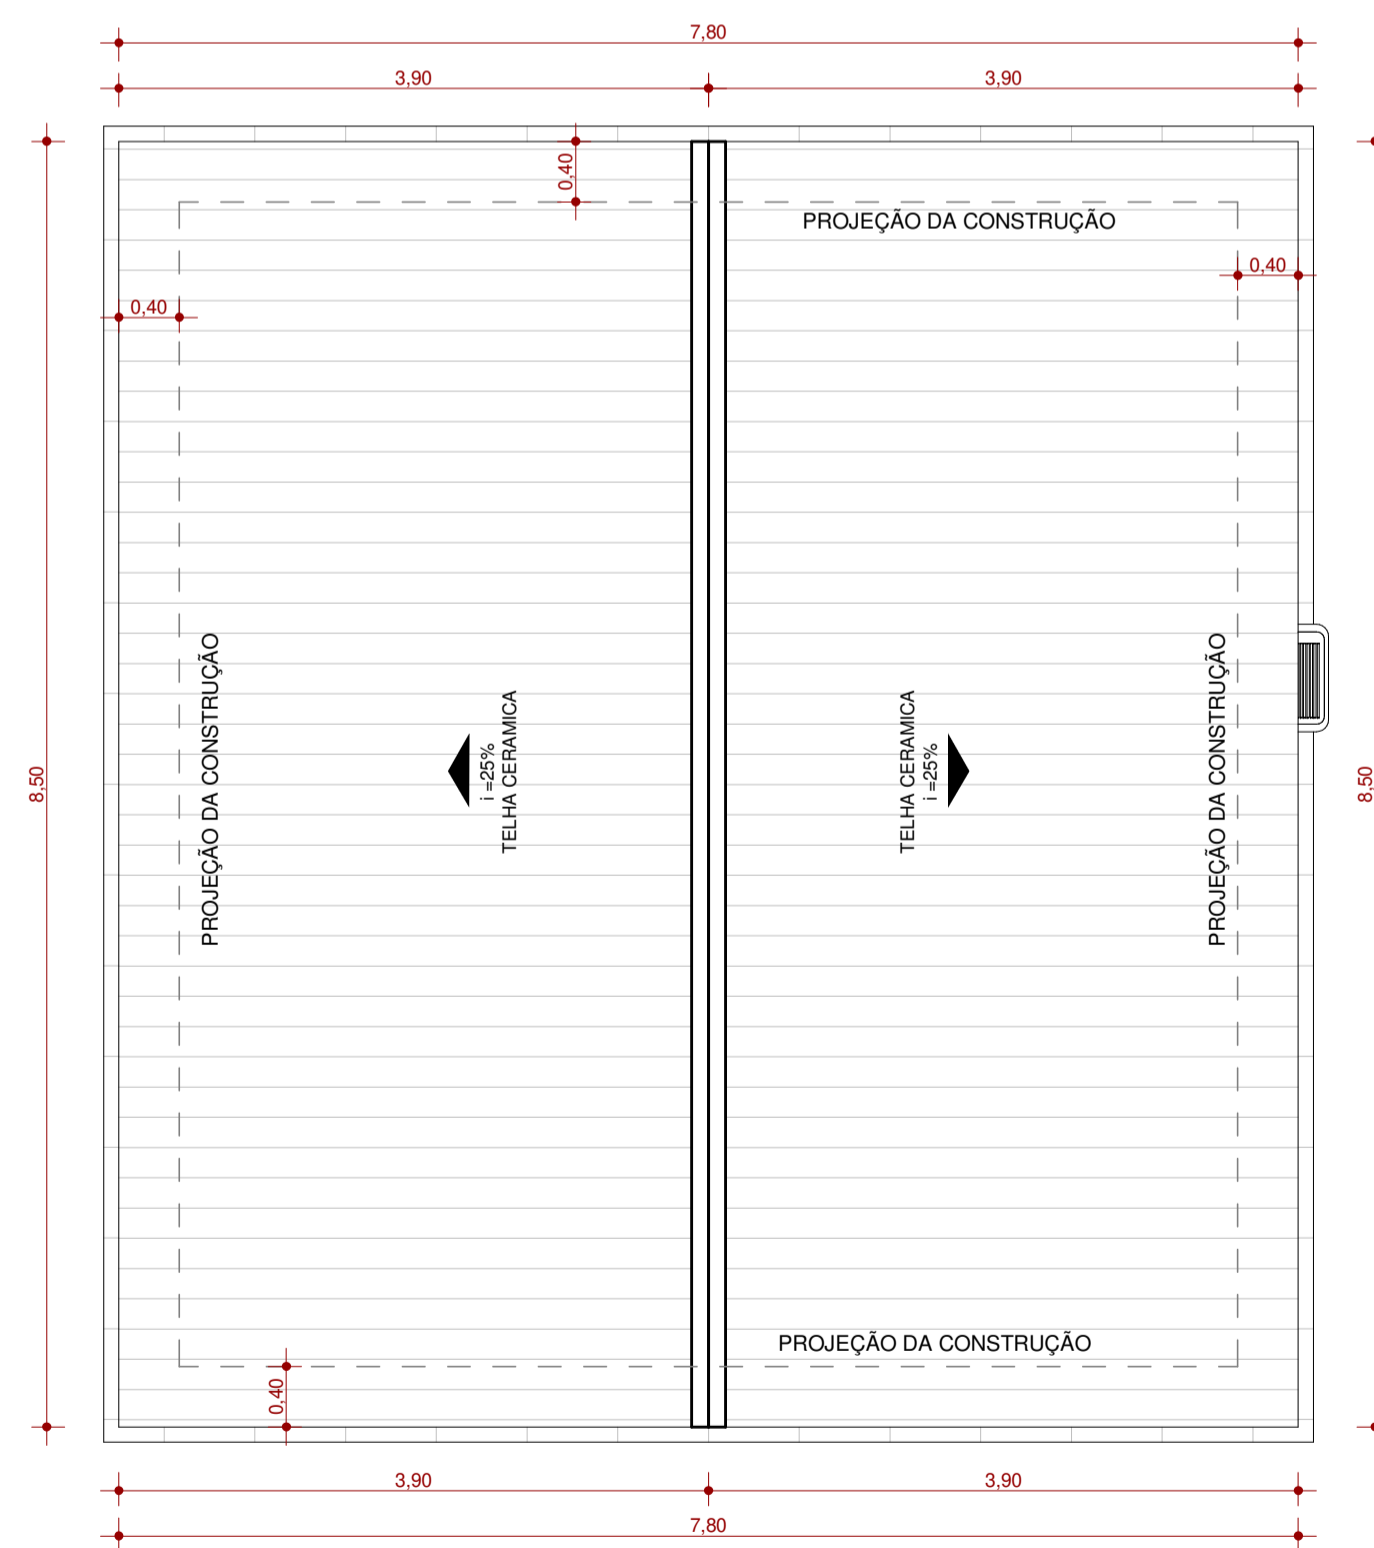 7,80
3,90
3,90
0,40
PROJEÇÃO DA CONSTRUÇÃO
0,40
0,40
PROJEÇÃO DA CONSTRUÇÃO
i =25%
TELHA CERAMICA
TELHA CERAMICA
i =25%
PROJEÇÃO DA CONSTRUÇÃO
8,50
8,50
PROJEÇÃO DA CONSTRUÇÃO
0,40
3,90
3,90
7,80